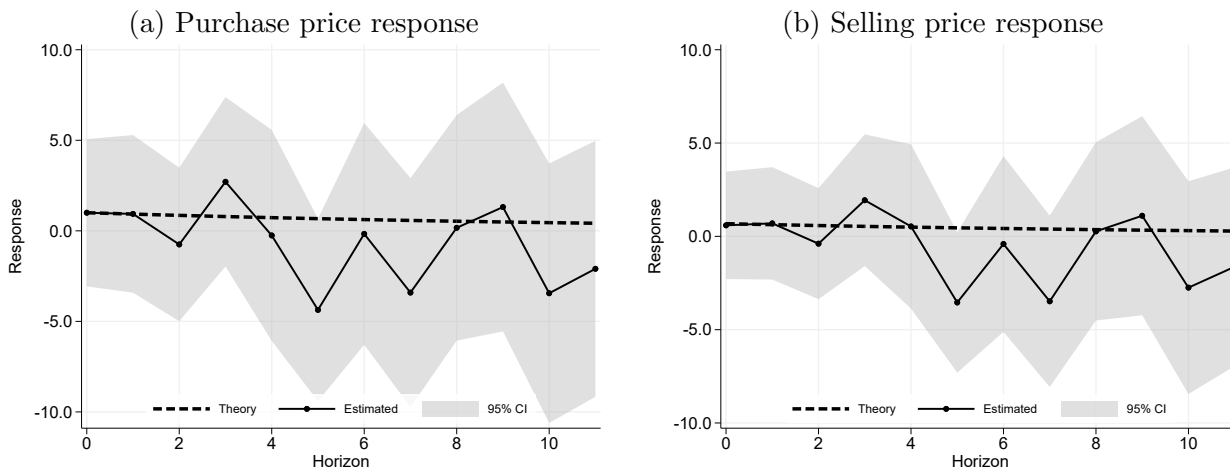 (a) Purchase price response
10.0
5.0
0.0
-5.0
-10.0
Response
Theory Estimated 95% CI
0 2 4 6 8 10
Horizon
(b) Selling price response
10.0
5.0
0.0
-5.0
-10.0
Response
Theory Estimated 95% CI
0 2 4 6 8 10
Horizon